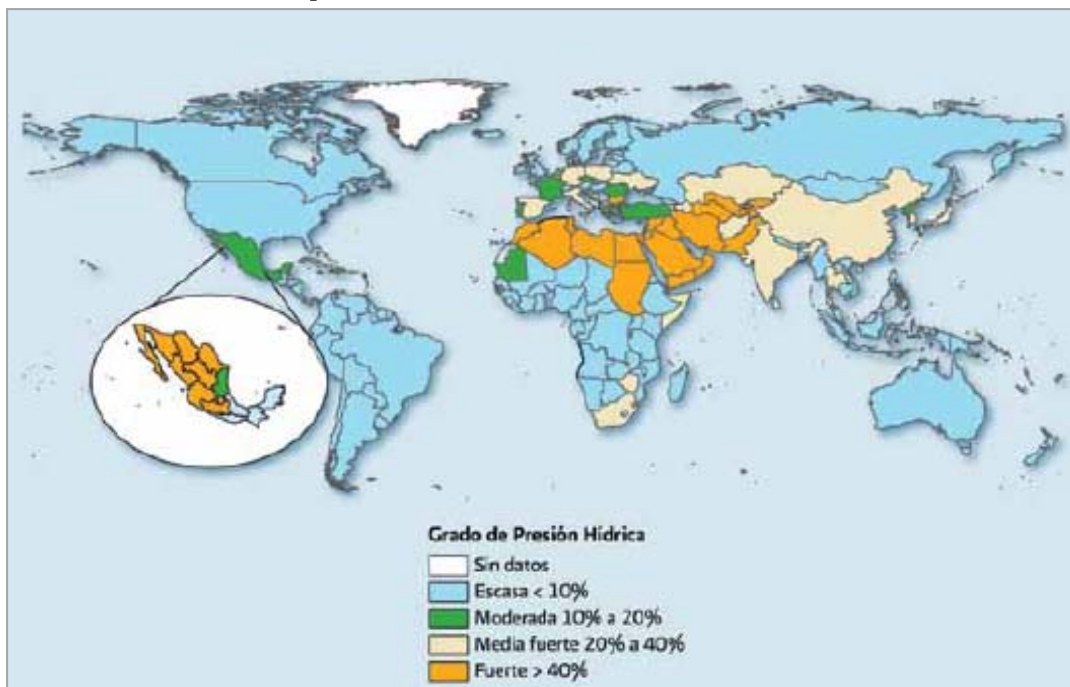 Grado de Presión Hídrica
Sin datos
Escasa < 10%
Moderada 10% a 20%
Media fuerte 20% a 40%
Fuerte > 40%